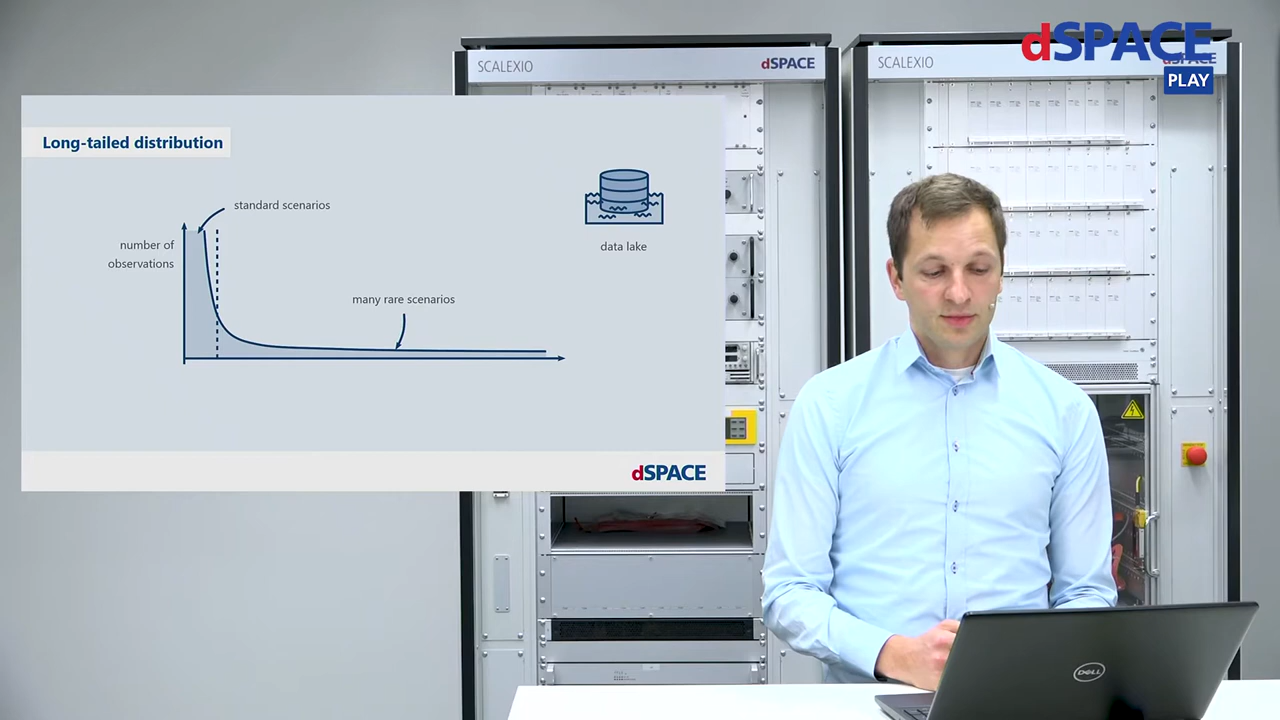 SCALEXIO
dSPACE
SCALEXIO
dSPACE
PLAY
Long-tailed distribution
standard scenarios
number of
observations
many rare scenarios
data lake
dSPACE
DELL